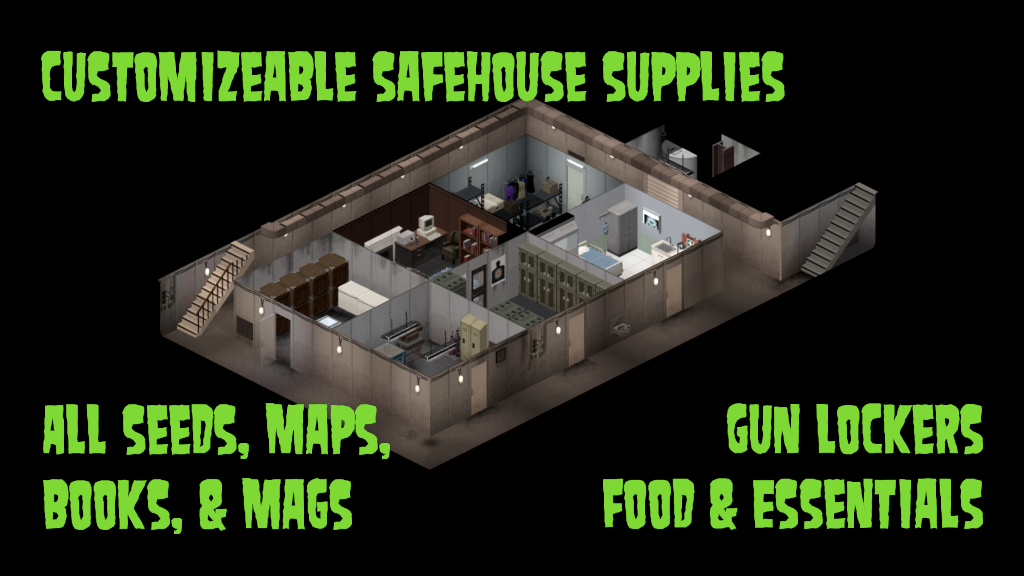 CUSTOMIZEABLE SAFEHOUSE SUPPLIES
ALL SEEDS, MAPS,
BOOKS, & MAGS
GUN LOCKERS
FOOD & ESSENTIALS